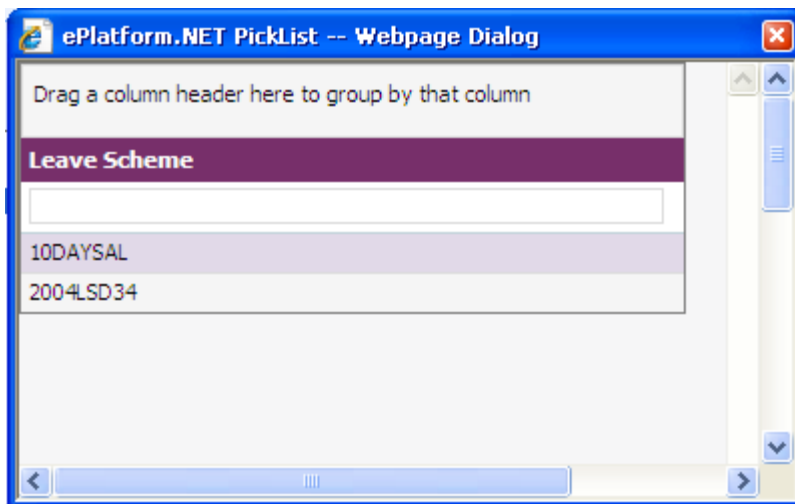 ePlatform.NET PickList -- Webpage Dialog
Drag a column header here to group by that column
Leave Scheme
10DAYSAL
2004LSD34